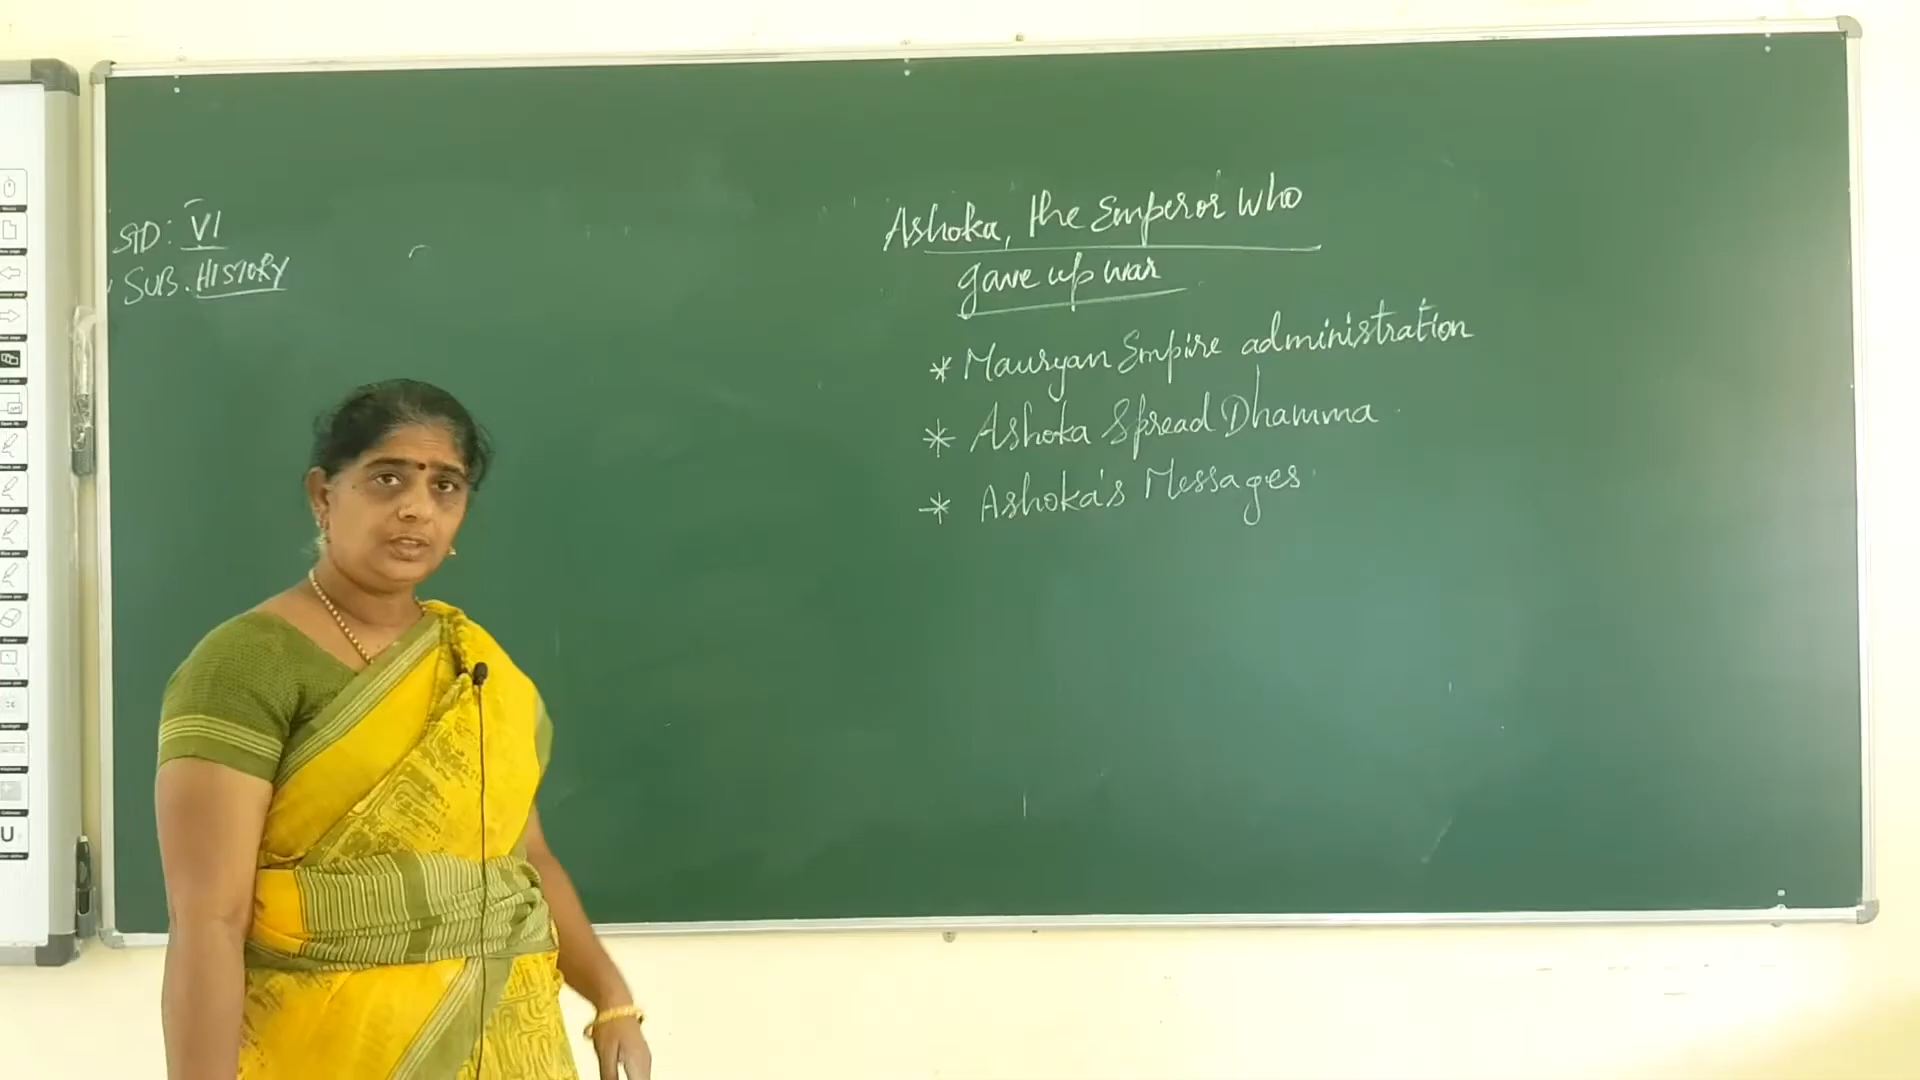 STD: VI
SUB. HISTORY
Ashoka, the Emperor who
gave up war
* Mauryan Empire administration
* Ashoka Spread Dhamma
* Ashoka's Messages
U